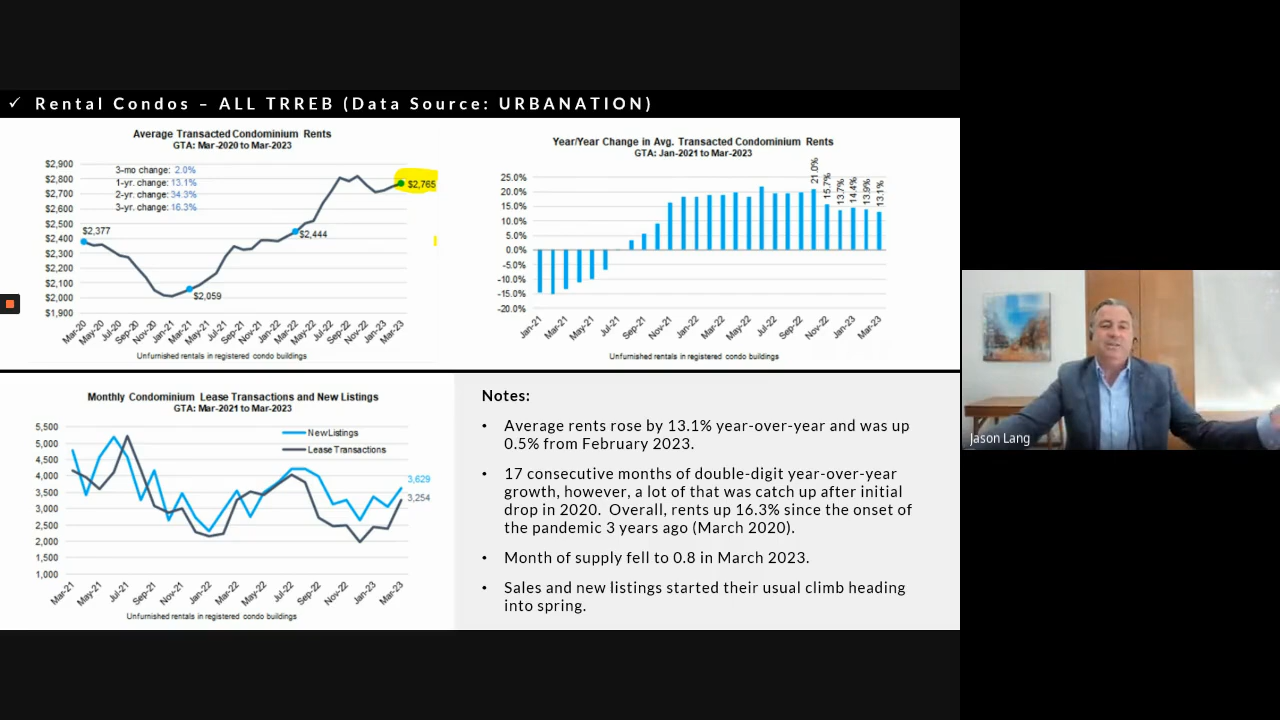 ✓ Rental Condos – ALL TRREB (Data Source: URBANATION)
Average Transacted Condominium Rents
GTA: Mar-2020 to Mar-2023
$2,900
$2,800
$2,700
$2,600
$2,500
$2,400
$2,300
$2,200
$2,100
$2,000
$1,900
3-mo change: 2.0%
1-yr. change: 13.1%
2-yr. change: 34.3%
3-yr. change: 16.3%
$2,377
$2,059
$2,444
$2,765
Mar-20
May-20
Jul-20
Sep-20
Nov-20
Jan-21
Mar-21
May-21
Jul-21
Sep-21
Nov-21
Jan-22
Mar-22
May-22
Jul-22
Sep-22
Nov-22
Jan-23
Mar-23
Unfurnished rentals in registered condo buildings
Year/Year Change in Avg. Transacted Condominium Rents
GTA: Jan-2021 to Mar-2023
25.0%
20.0%
15.0%
10.0%
5.0%
0.0%
-5.0%
-10.0%
-15.0%
-20.0%
21.0%
15.7%
13.7%
14.4%
13.9%
13.1%
Jan-21
Mar-21
May-21
Jul-21
Sep-21
Nov-21
Jan-22
Mar-22
May-22
Jul-22
Sep-22
Nov-22
Jan-23
Mar-23
Unfurnished rentals in registered condo buildings
Monthly Condominium Lease Transactions and New Listings
GTA: Mar-2021 to Mar-2023
5,500
5,000
4,500
4,000
3,500
3,000
2,500
2,000
1,500
1,000
New Listings
Lease Transactions
3,629
3,254
Mar-21
May-21
Jul-21
Sep-21
Nov-21
Jan-22
Mar-22
May-22
Jul-22
Sep-22
Nov-22
Jan-23
Mar-23
Unfurnished rentals in registered condo buildings
Notes:
• Average rents rose by 13.1% year-over-year and was up
0.5% from February 2023.
• 17 consecutive months of double-digit year-over-year
growth, however, a lot of that was catch up after initial
drop in 2020. Overall, rents up 16.3% since the onset of
the pandemic 3 years ago (March 2020).
• Month of supply fell to 0.8 in March 2023.
• Sales and new listings started their usual climb heading
into spring.
Jason Lang